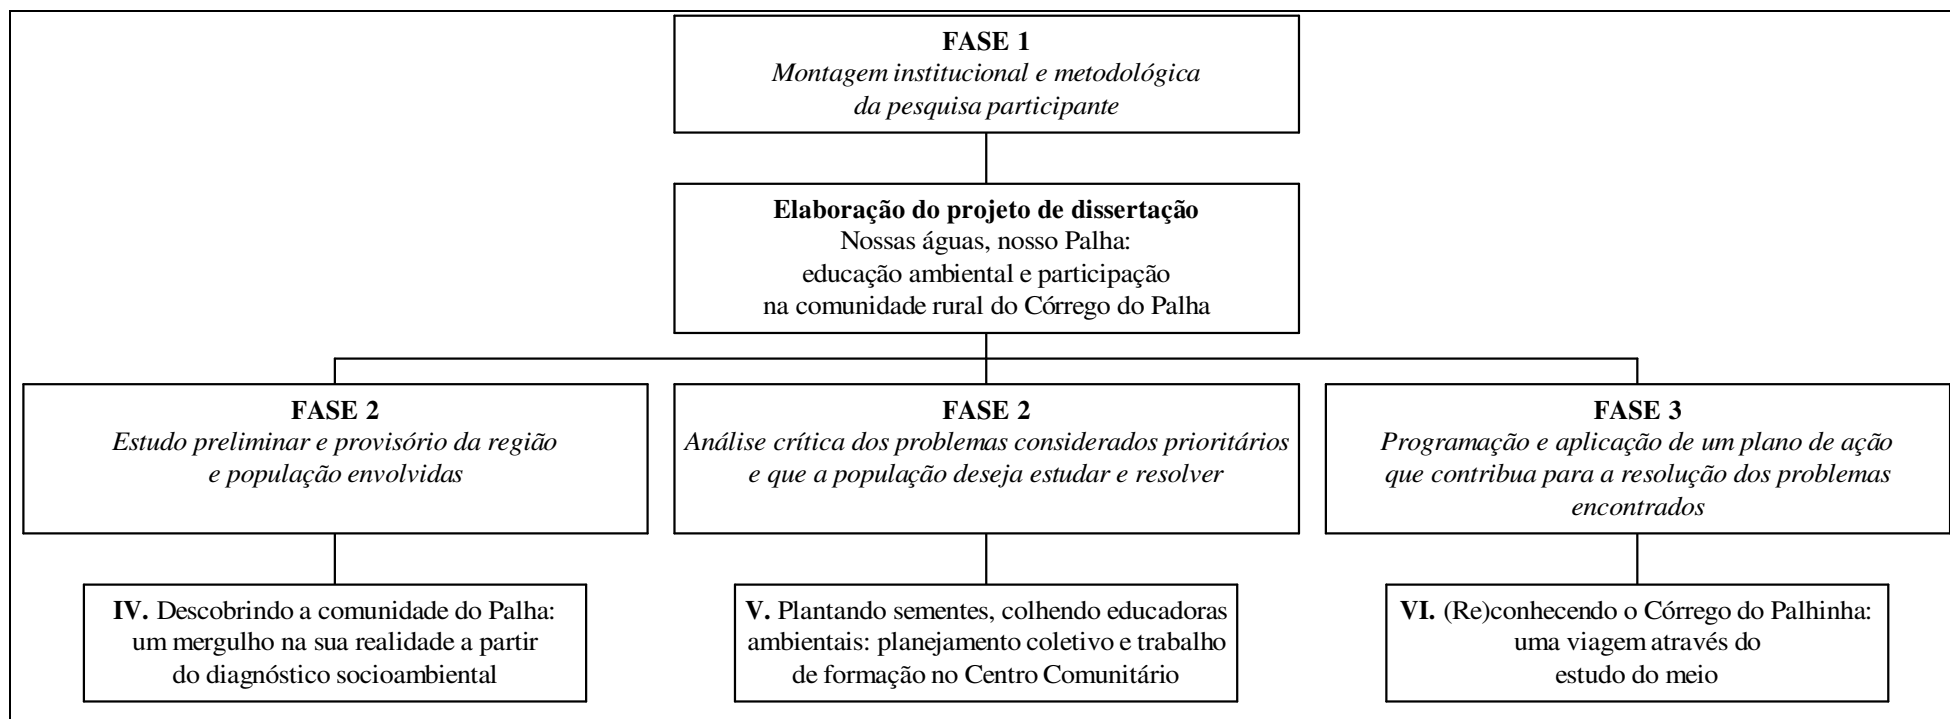 FASE 1
Montagem institucional e metodológica
da pesquisa participante
Elaboração do projeto de dissertação
Nossas águas, nosso Palha:
educação ambiental e participação
na comunidade rural do Córrego do Palha
FASE 2
Estudo preliminar e provisório da região
e população envolvidas
FASE 2
Análise crítica dos problemas considerados prioritários
e que a população deseja estudar e resolver
FASE 3
Programação e aplicação de um plano de ação
que contribua para a resolução dos problemas
encontrados
IV. Descobrindo a comunidade do Palha:
um mergulho na sua realidade a partir
do diagnóstico socioambiental
V. Plantando sementes, colhendo educadoras
ambientais: planejamento coletivo e trabalho
de formação no Centro Comunitário
VI. (Re)conhecendo o Córrego do Palhinha:
uma viagem através do
estudo do meio